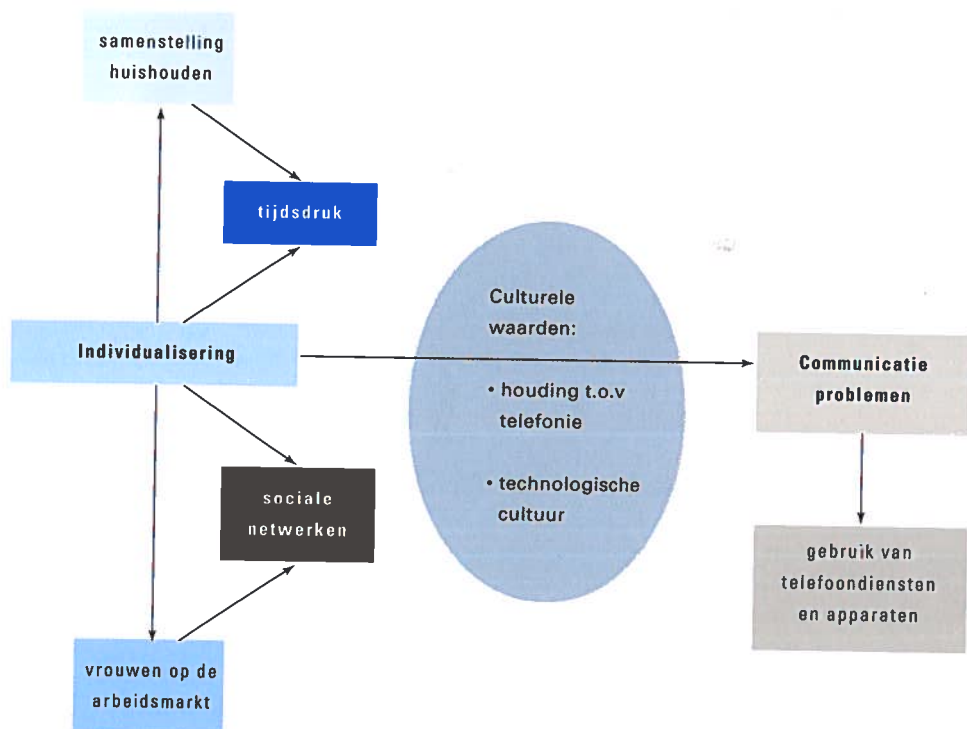 samenstelling
huishouden
tijdsdruk
Individualisering
sociale
netwerken
vrouwen op de
arbeidsmarkt
Culturele
waarden:
• houding t.o.v
telefonie
• technologische
cultuur
Communicatie
problemen
gebruik van
telefoondiensten
en apparaten